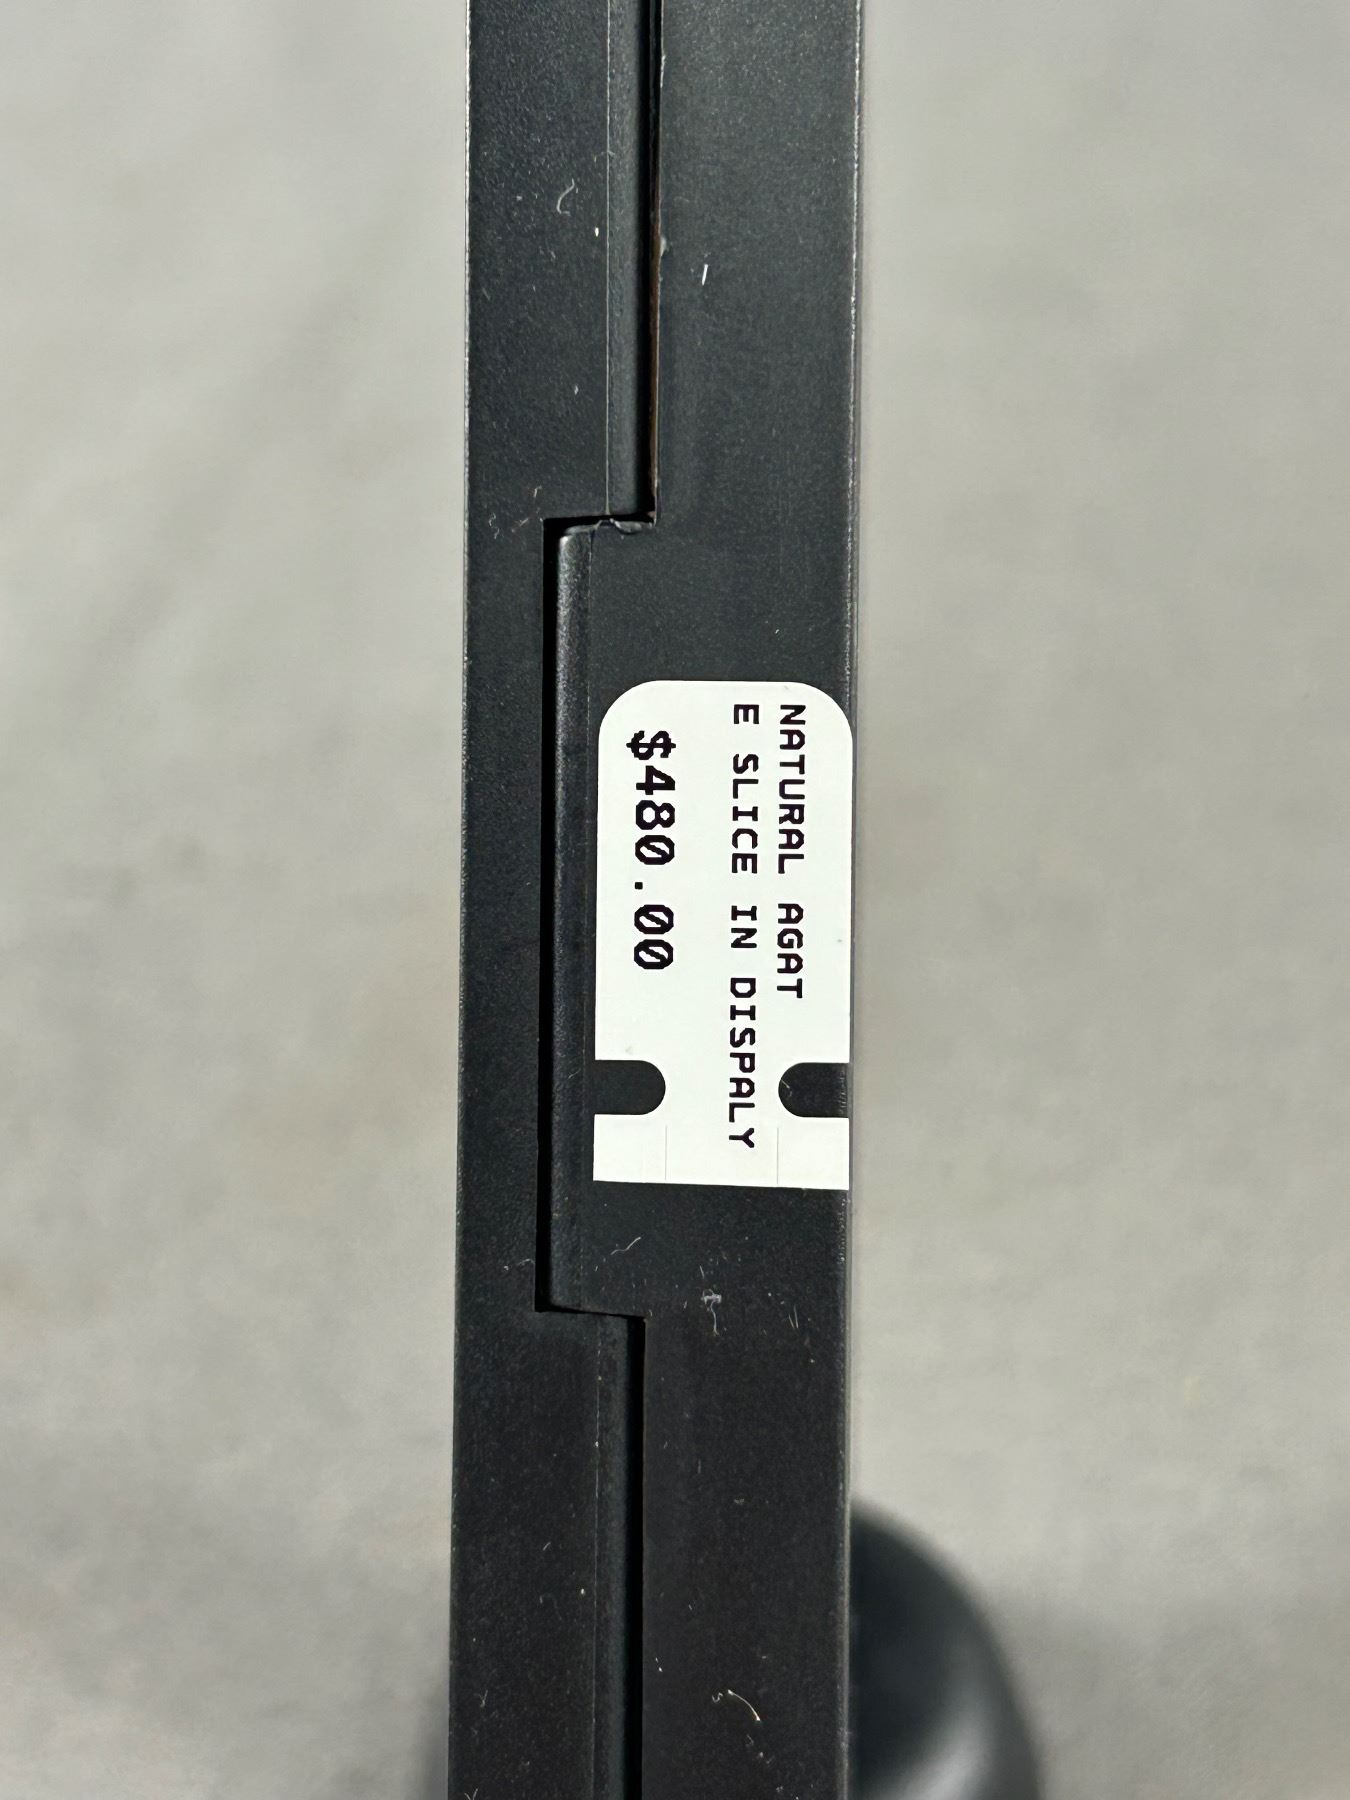 NATURAL AGAT
E SLICE IN DISPALY
$480.00